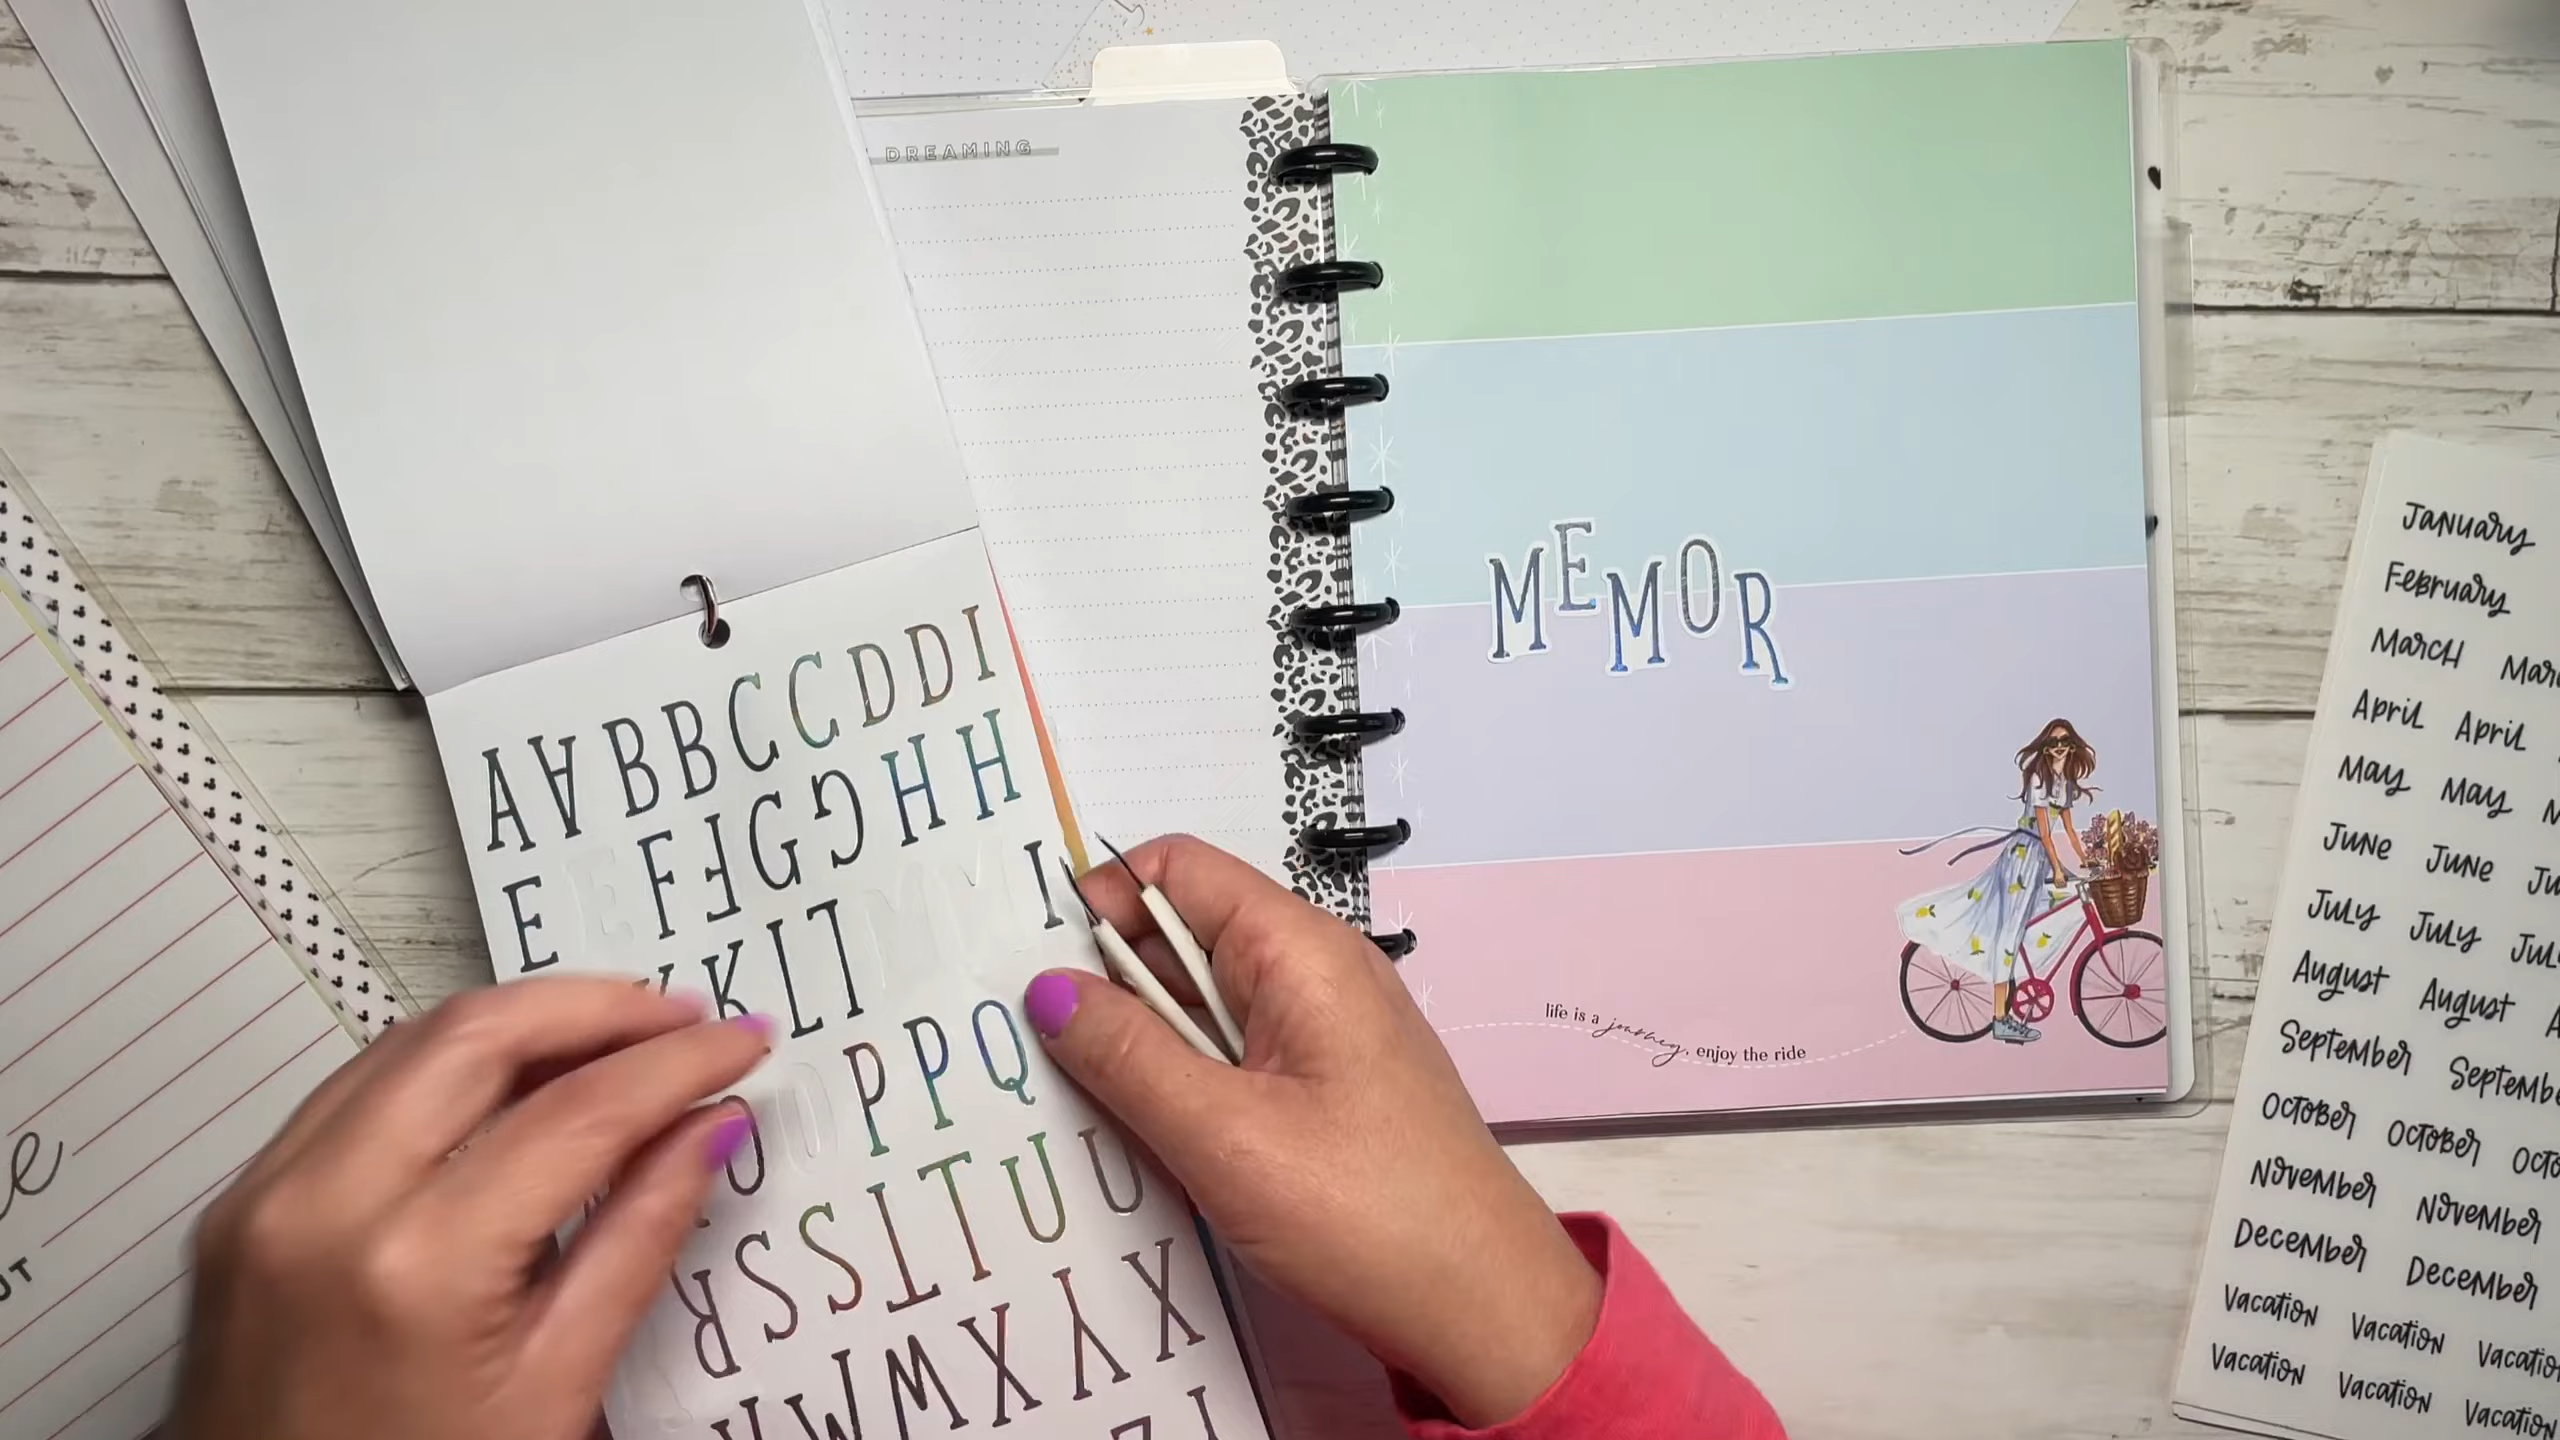 DREAMING
MEMOR
life is a journey, enjoy the ride
A A B B C C D D I
E F F G G H H
K K L L I
O P P Q
R S S T T U U
W W X Y X
Z
January
February
March
April April
May May
June June
July July
August August
September
October October
November November
December December
Vacation Vacation
Vacation Vacation